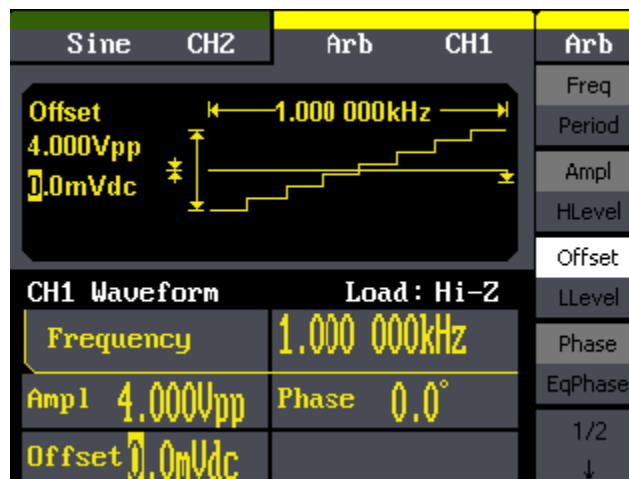 Sine CH2 Arb CH1 Arb
Offset 1.000 000kHz
4.000Vpp
0.0mVdc
CH1 Waveform Load: Hi-Z
Frequency 1.000 000kHz
Ampl 4.000Vpp Phase 0.0°
Offset 0.0mVdc
Freq
Period
Ampl
HLevel
Offset
LLevel
Phase
EqPhase
1/2
↓